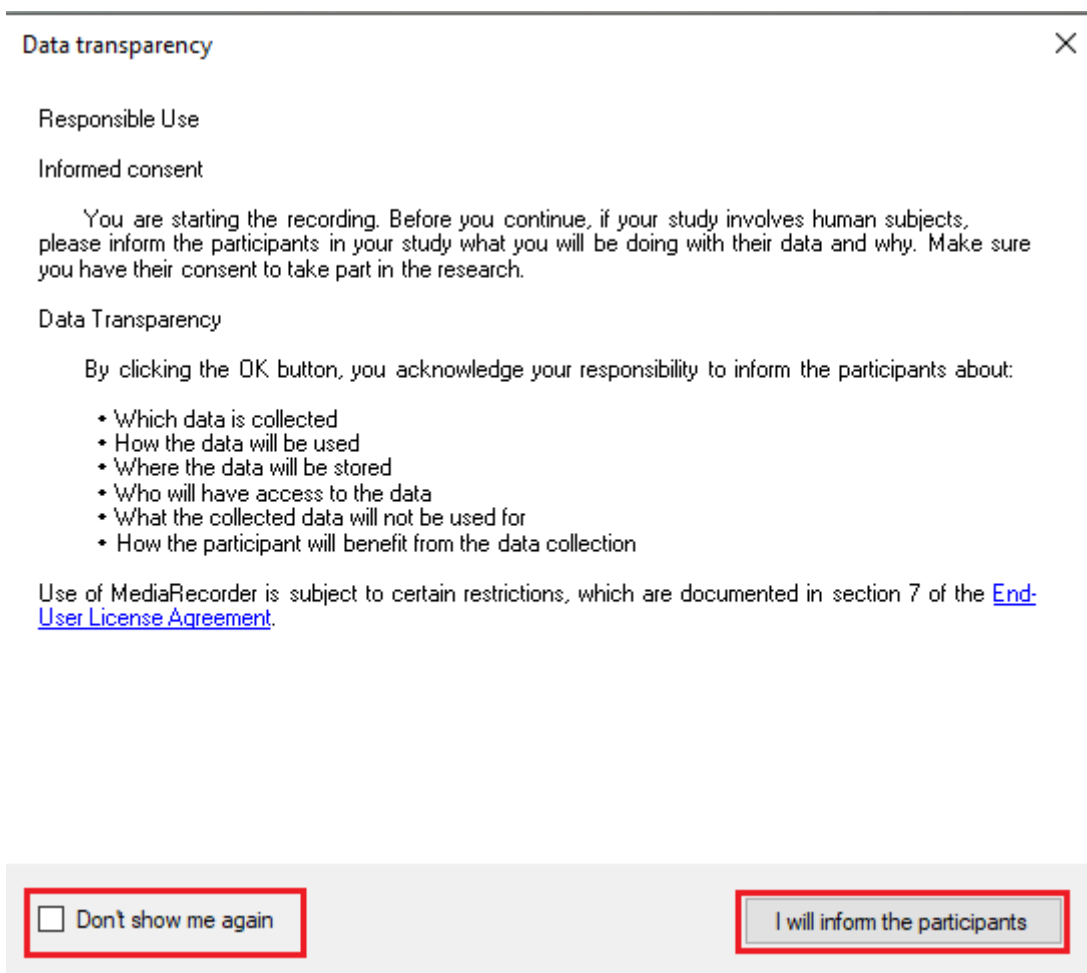 Data transparency
Responsible Use
Informed consent
You are starting the recording. Before you continue, if your study involves human subjects,
please inform the participants in your study what you will be doing with their data and why. Make sure
you have their consent to take part in the research.
Data Transparency
By clicking the OK button, you acknowledge your responsibility to inform the participants about:
• Which data is collected
• How the data will be used
• Where the data will be stored
• Who will have access to the data
• What the collected data will not be used for
• How the participant will benefit from the data collection
Use of MediaRecorder is subject to certain restrictions, which are documented in section 7 of the End-
User License Agreement.
Don't show me again
I will inform the participants